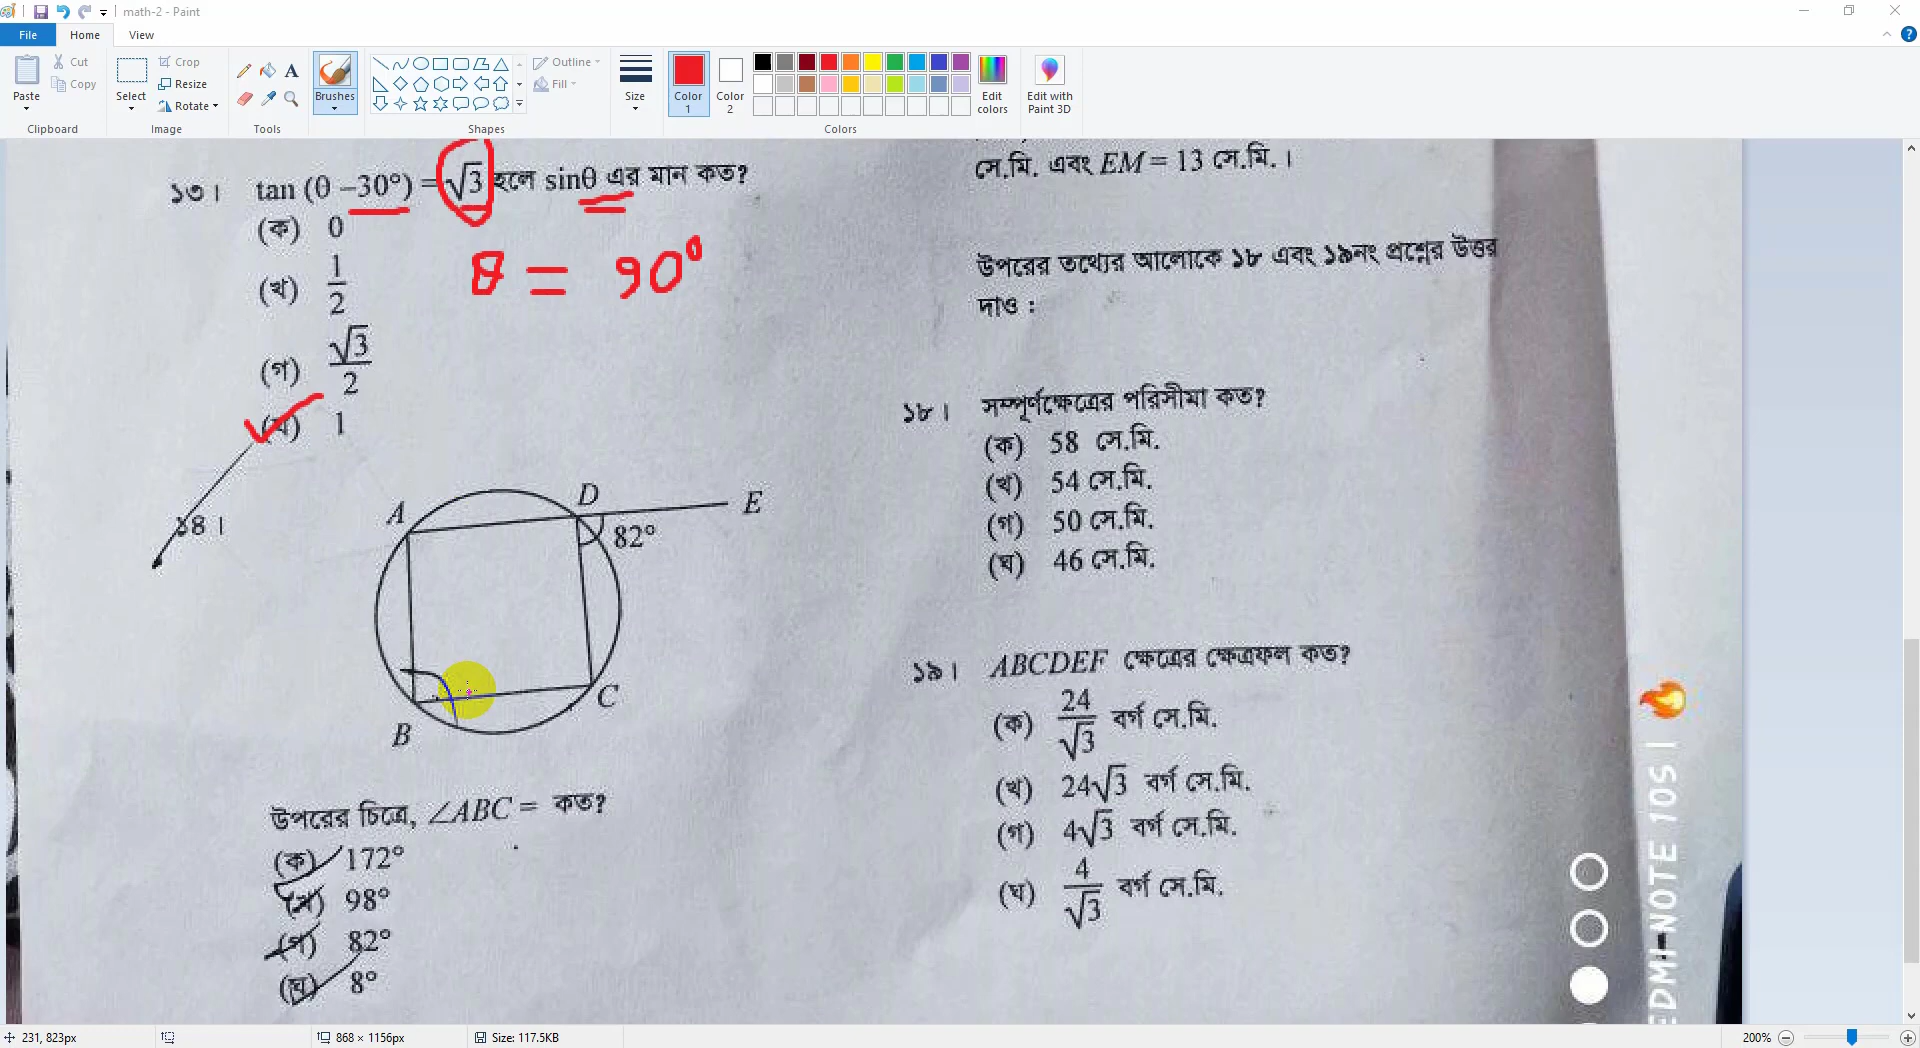 math-2 - Paint
File
Home
View
Paste
Cut
Copy
Clipboard
Select
Crop
Resize
Rotate
Image
Tools
Brushes
Shapes
Outline
Fill
Size
Color 1
Color 2
Edit colors
Edit with Paint 3D
Colors
১৩। tan (θ –30°) = √3 হলে sinθ এর মান কত?
(ক) 0
(খ) 1/2
(গ) √3/2
(ঘ) 1
θ = 90°
১৪।
A
D
E
82°
B
C
উপরের চিত্রে, ∠ABC = কত?
(ক) 172°
(খ) 98°
(গ) 82°
(ঘ) 8°
সে.মি. এবং EM = 13 সে.মি.।
উপরের তথ্যের আলোকে ১৮ এবং ১৯নং প্রশ্নের উত্তর
দাও :
১৮। সম্পূর্ণক্ষেত্রের পরিসীমা কত?
(ক) 58 সে.মি.
(খ) 54 সে.মি.
(গ) 50 সে.মি.
(ঘ) 46 সে.মি.
১৯। ABCDEF ক্ষেত্রের ক্ষেত্রফল কত?
(ক) 24/√3 বর্গ সে.মি.
(খ) 24√3 বর্গ সে.মি.
(গ) 4√3 বর্গ সে.মি.
(ঘ) 4/√3 বর্গ সে.মি.
NOTE 10S |
231, 823px
868 × 1156px
Size: 117.5KB
200%